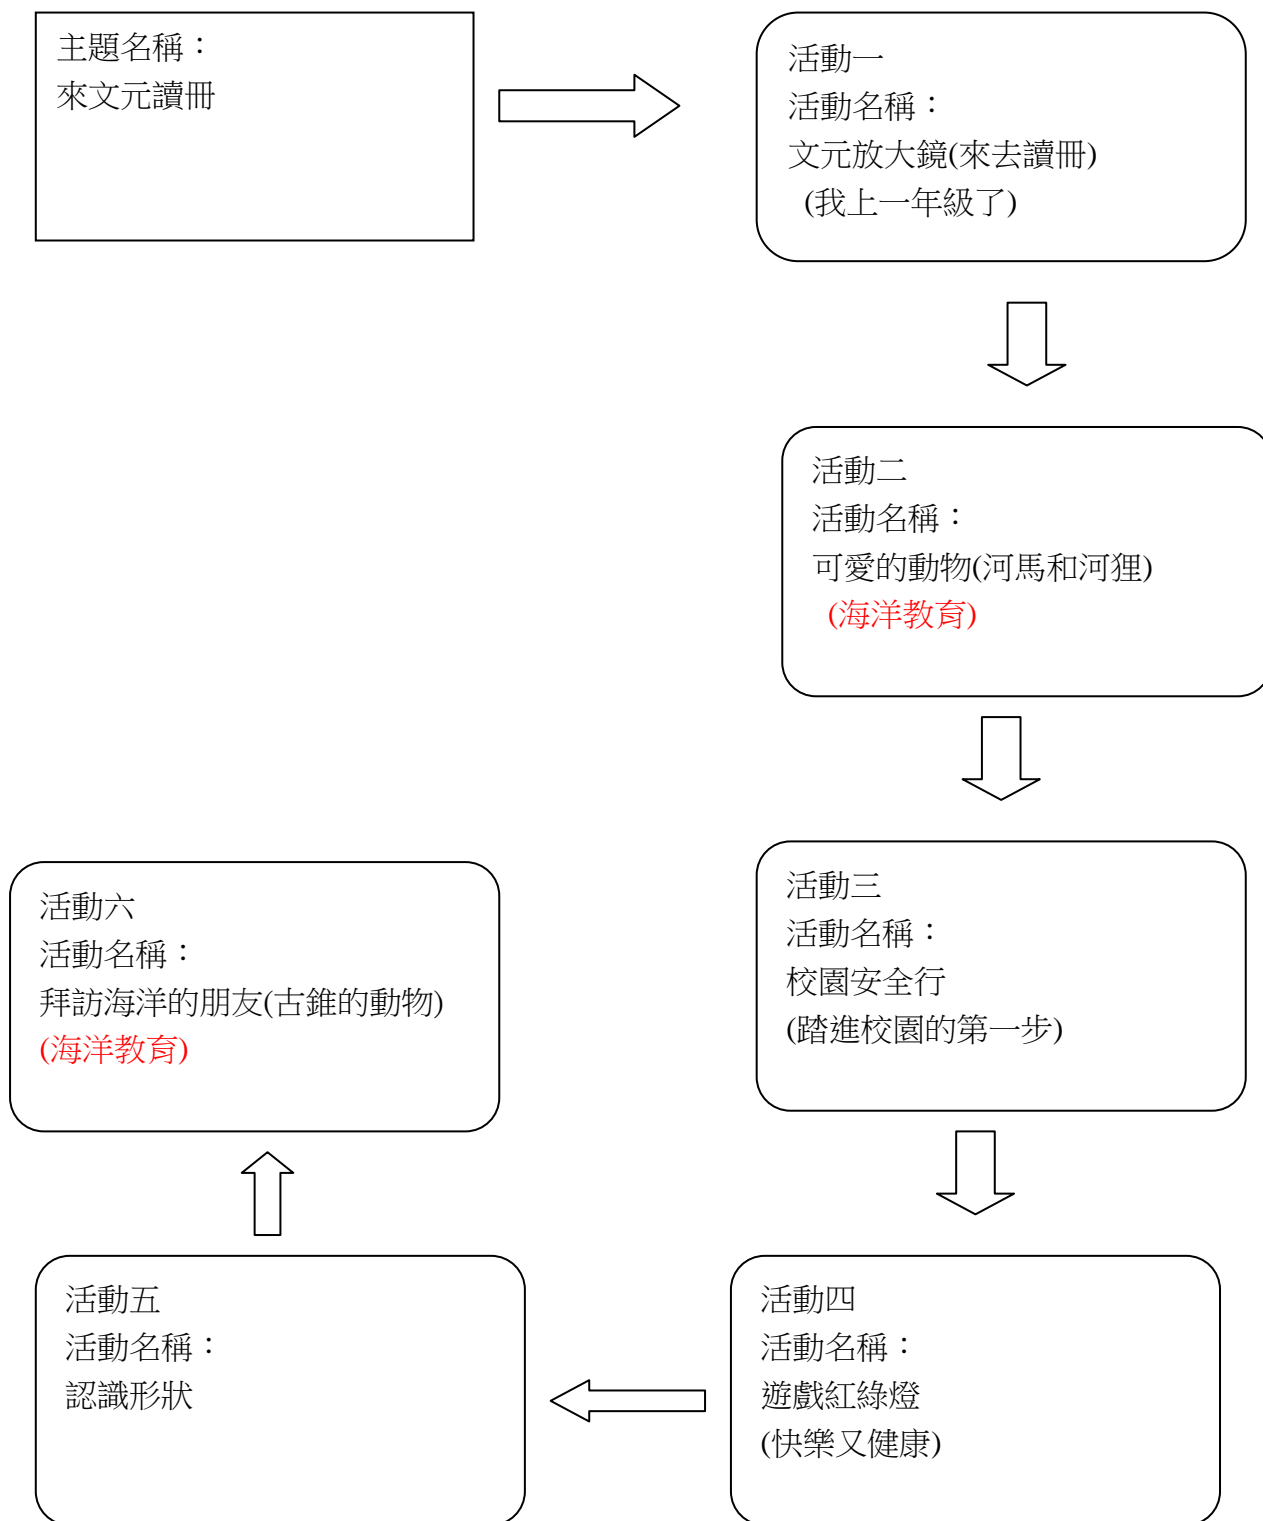 主題名稱：
來文元讀冊
活動一
活動名稱：
文元放大鏡(來去讀冊)
(我上一年級了)
活動二
活動名稱：
可愛的動物(河馬和河狸)
(海洋教育)
活動三
活動名稱：
校園安全行
(踏進校園的第一步)
活動四
活動名稱：
遊戲紅綠燈
(快樂又健康)
活動五
活動名稱：
認識形狀
活動六
活動名稱：
拜訪海洋的朋友(古錐的動物)
(海洋教育)